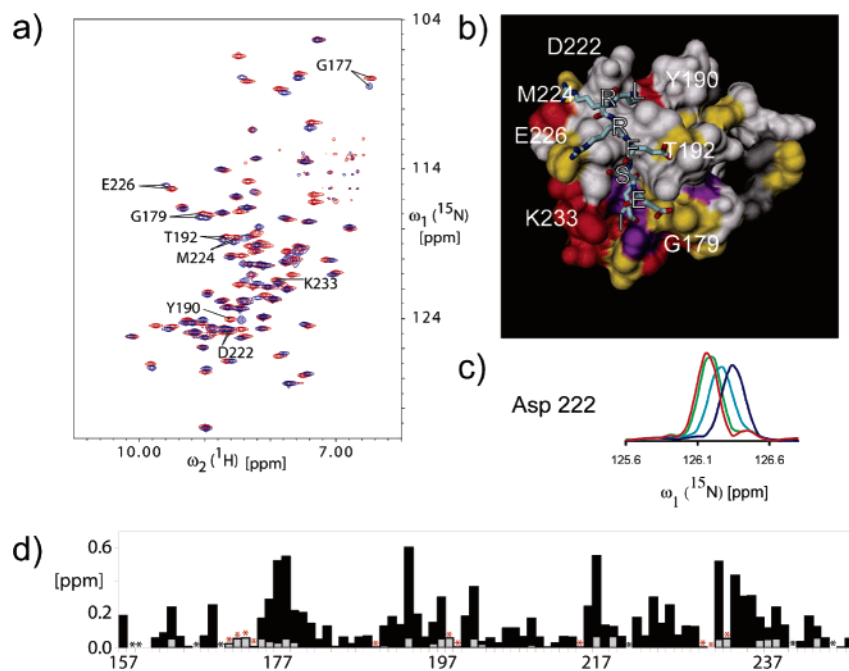 a)
104
G177
114
E226
G179
ω1 (15N)
[ppm]
T192
M224
K233
Y190
124
D222
10.00
7.00
ω2 (1H) [ppm]
b)
D222
Y190
M224
R
L
R
E226
F
T192
S
E
K233
I
G179
c)
Asp 222
125.6
126.1
126.6
ω1 (15N) [ppm]
d)
0.6
[ppm]
0.2
0.0
157
177
197
217
237